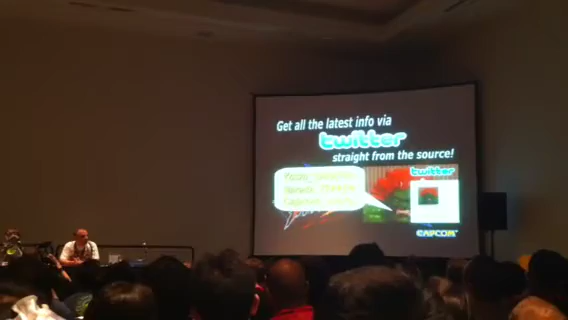 Get all the latest info via
twitter
straight from the source!
twitter
CAPCOM